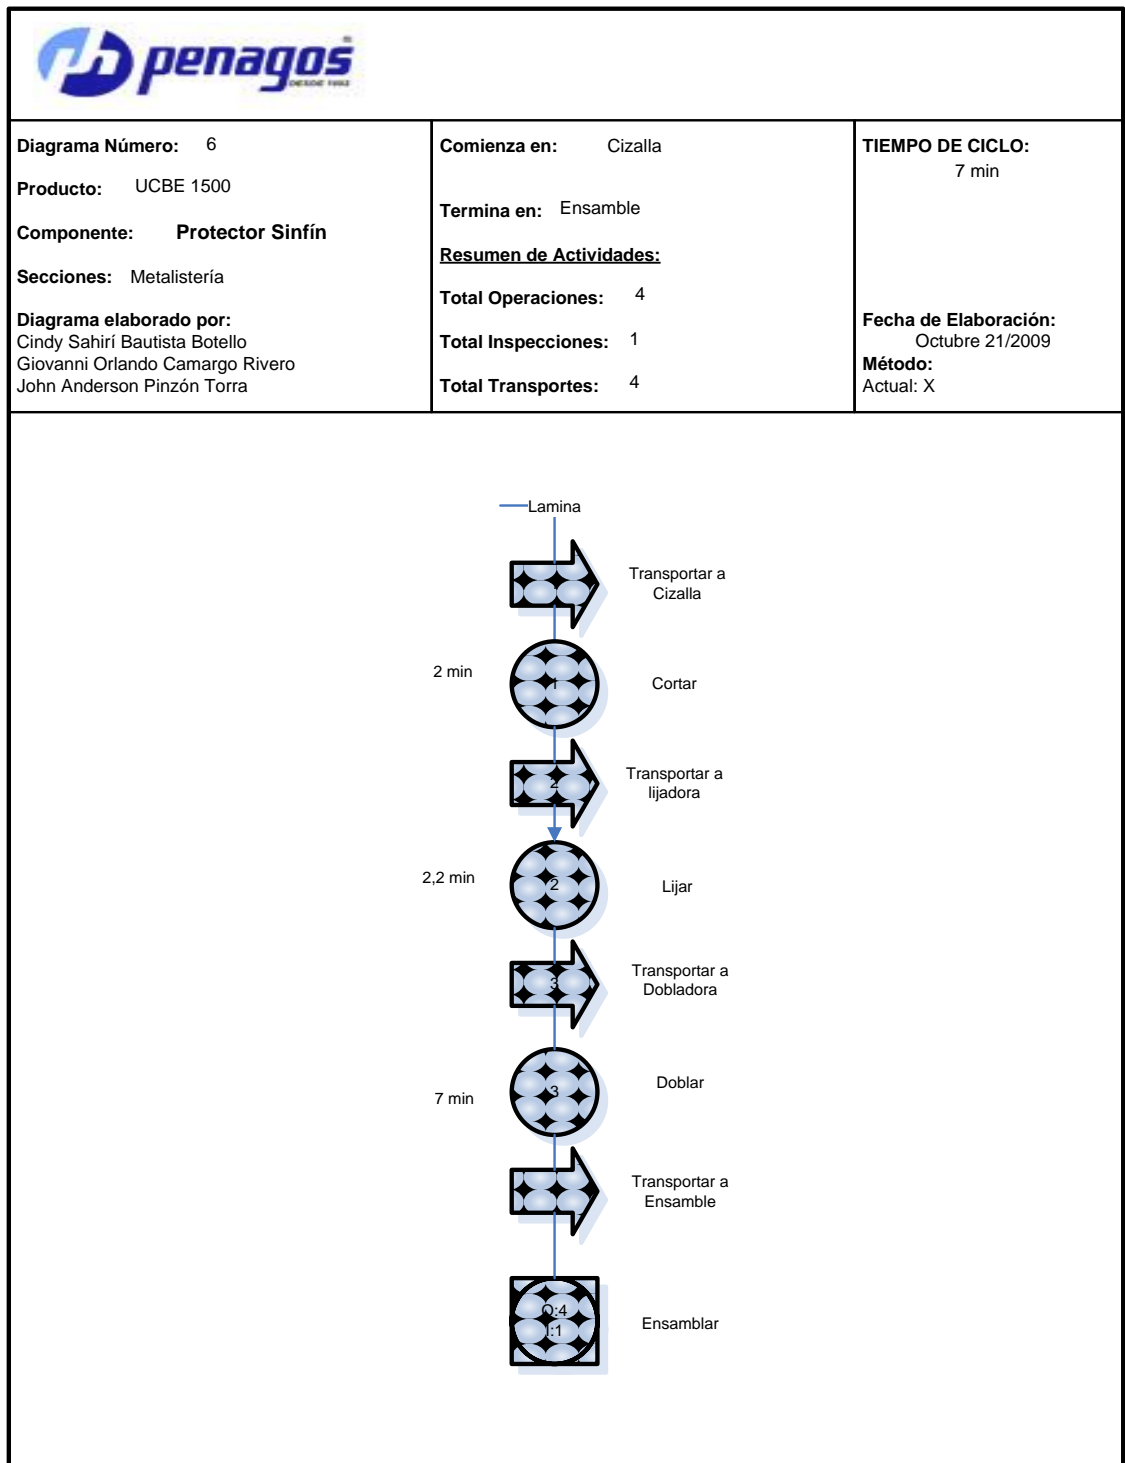 penagos
DESDE 1892
Diagrama Número: 6
Producto: UCBE 1500
Componente: Protector Sinfín
Secciones: Metalistería
Diagrama elaborado por:
Cindy Sahirí Bautista Botello
Giovanni Orlando Camargo Rivero
John Anderson Pinzón Torra
Comienza en: Cizalla
Termina en: Ensamble
Resumen de Actividades:
Total Operaciones: 4
Total Inspecciones: 1
Total Transportes: 4
TIEMPO DE CICLO:
7 min
Fecha de Elaboración:
Octubre 21/2009
Método:
Actual: X
Lamina
Transportar a
Cizalla
2 min
1
Cortar
2
Transportar a
lijadora
2,2 min
2
Lijar
3
Transportar a
Dobladora
7 min
3
Doblar
Transportar a
Ensamble
O:4
I:1
Ensamblar